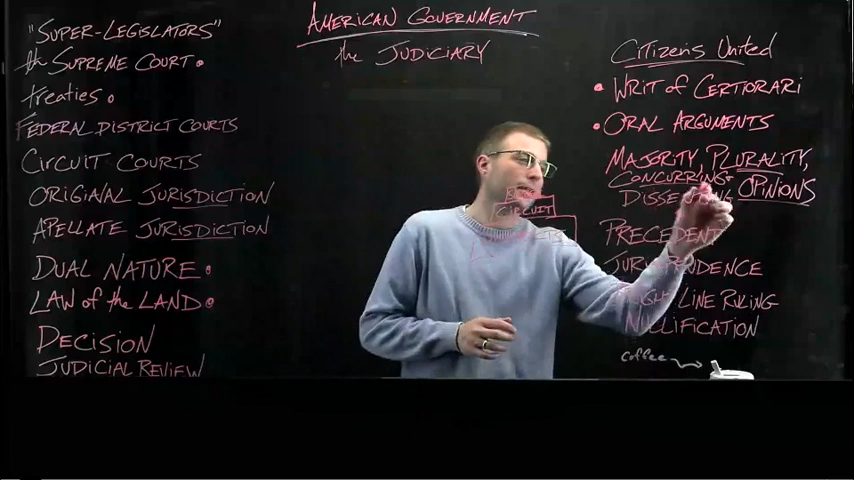 AMERICAN GOVERNMENT
the JUDICIARY
"SUPER-LEGISLATORS"
the SUPREME COURT
treaties
FEDERAL DISTRICT COURTS
CIRCUIT COURTS
ORIGINAL JURISDICTION
APELLATE JURISDICTION
DUAL NATURE
LAW of the LAND
DECISION
JUDICIAL REVIEW
CIRCUIT
Citizens United
WRIT of CERTIORARI
ORAL ARGUMENTS
MAJORITY, PLURALITY,
CONCURRING +
OPINIONS
PRECEDENT
LINE RULING
NULLIFICATION
coffee